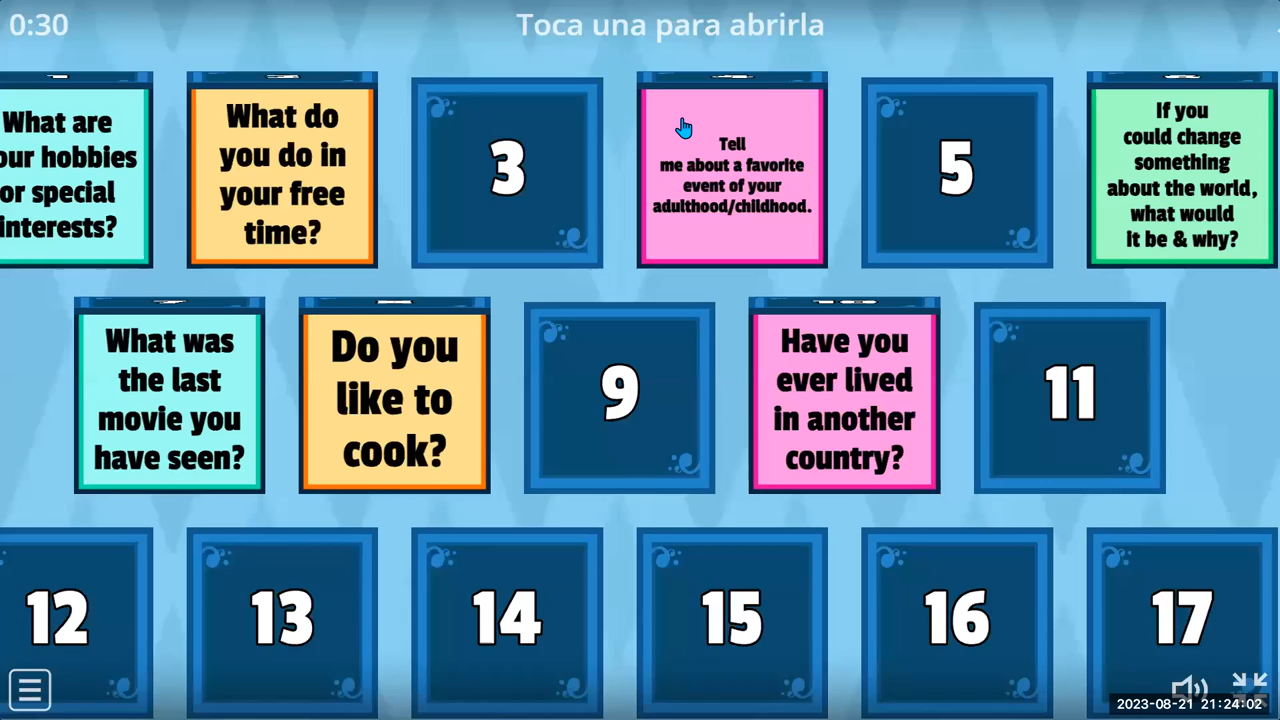 0:30
Toca una para abrirla
What are
our hobbies
or special
interests?
What do
you do in
your free
time?
3
Tell
me about a favorite
event of your
adulthood/childhood.
5
If you
could change
something
about the world,
what would
it be & why?
What was
the last
movie you
have seen?
Do you
like to
cook?
9
Have you
ever lived
in another
country?
11
12
13
14
15
16
17
2023-08-21 21:24:02